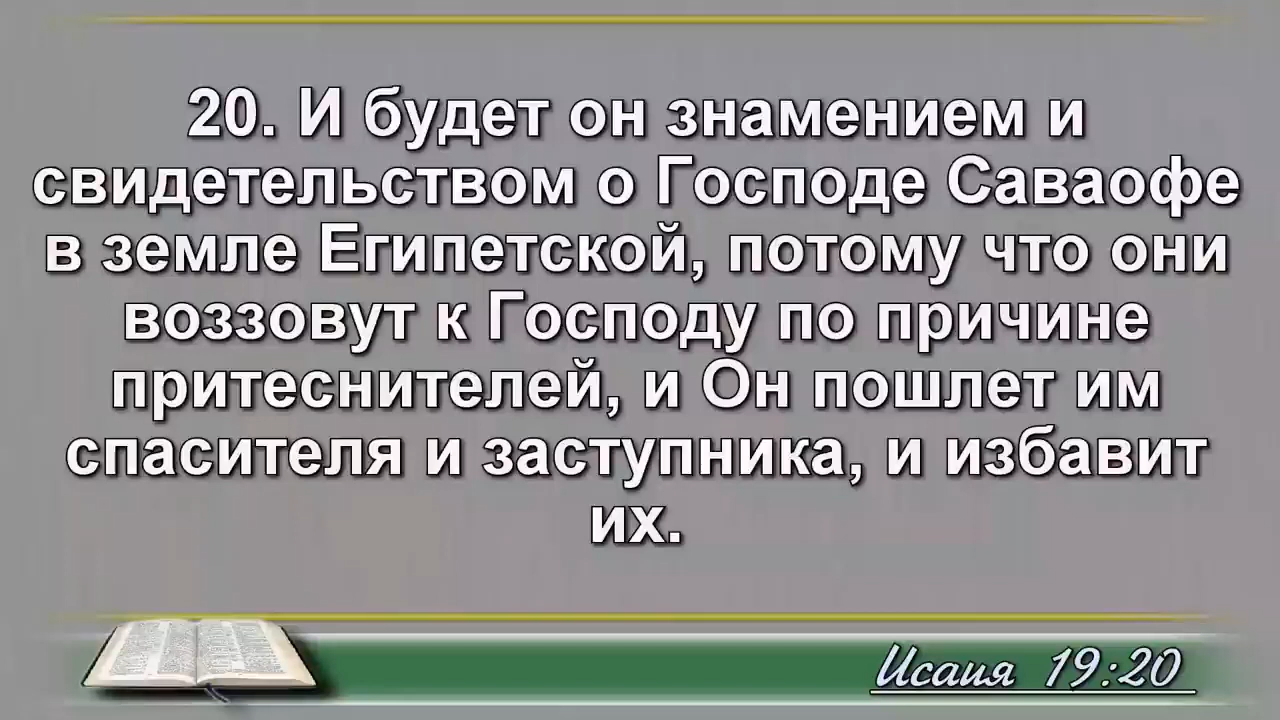 20. И будет он знамением и
свидетельством о Господе Саваофе
в земле Египетской, потому что они
воззовут к Господу по причине
притеснителей, и Он пошлет им
спасителя и заступника, и избавит
их.
Исаия 19:20